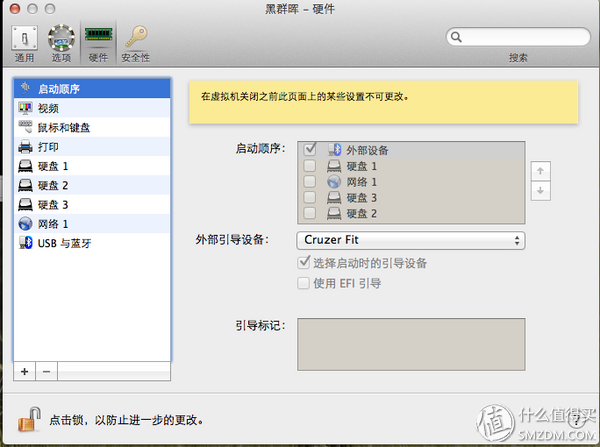 黑群晖 - 硬件
通用
选项
硬件
安全性
搜索
启动顺序
视频
鼠标和键盘
打印
硬盘 1
硬盘 2
硬盘 3
网络 1
USB 与蓝牙
在虚拟机关闭之前此页面上的某些设置不可更改。
启动顺序:
外部设备
硬盘 1
网络 1
硬盘 3
硬盘 2
外部引导设备:
Cruzer Fit
选择启动时的引导设备
使用 EFI 引导
引导标记:
点击锁，以防止进一步的更改。
?
值 什么值得买
SMZDM.COM